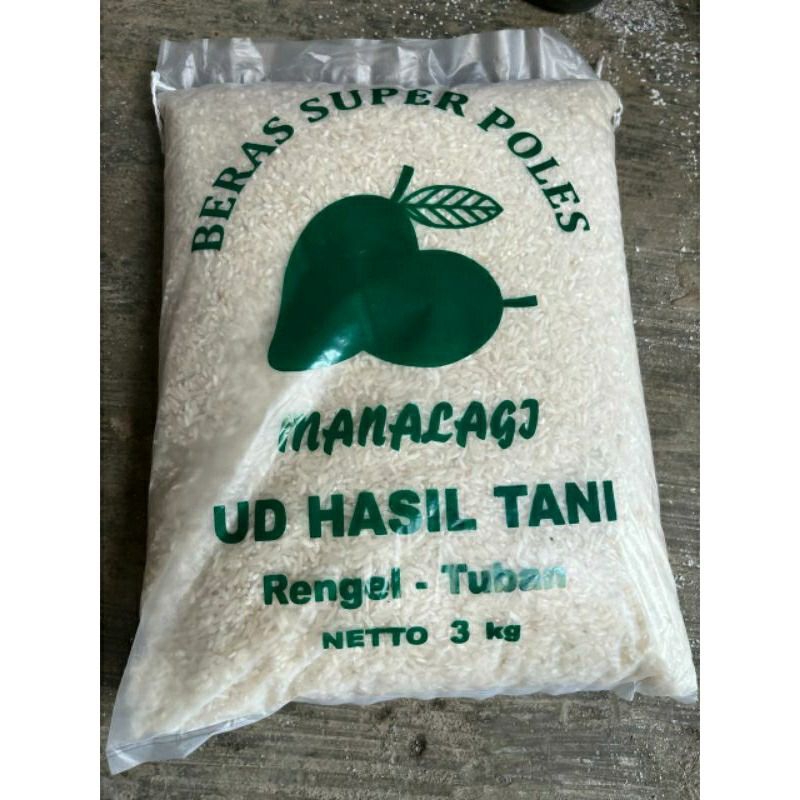 BERAS SUPER POLES
MANALAGI
UD HASIL TANI
Rengel - Tuban
NETTO 3 kg